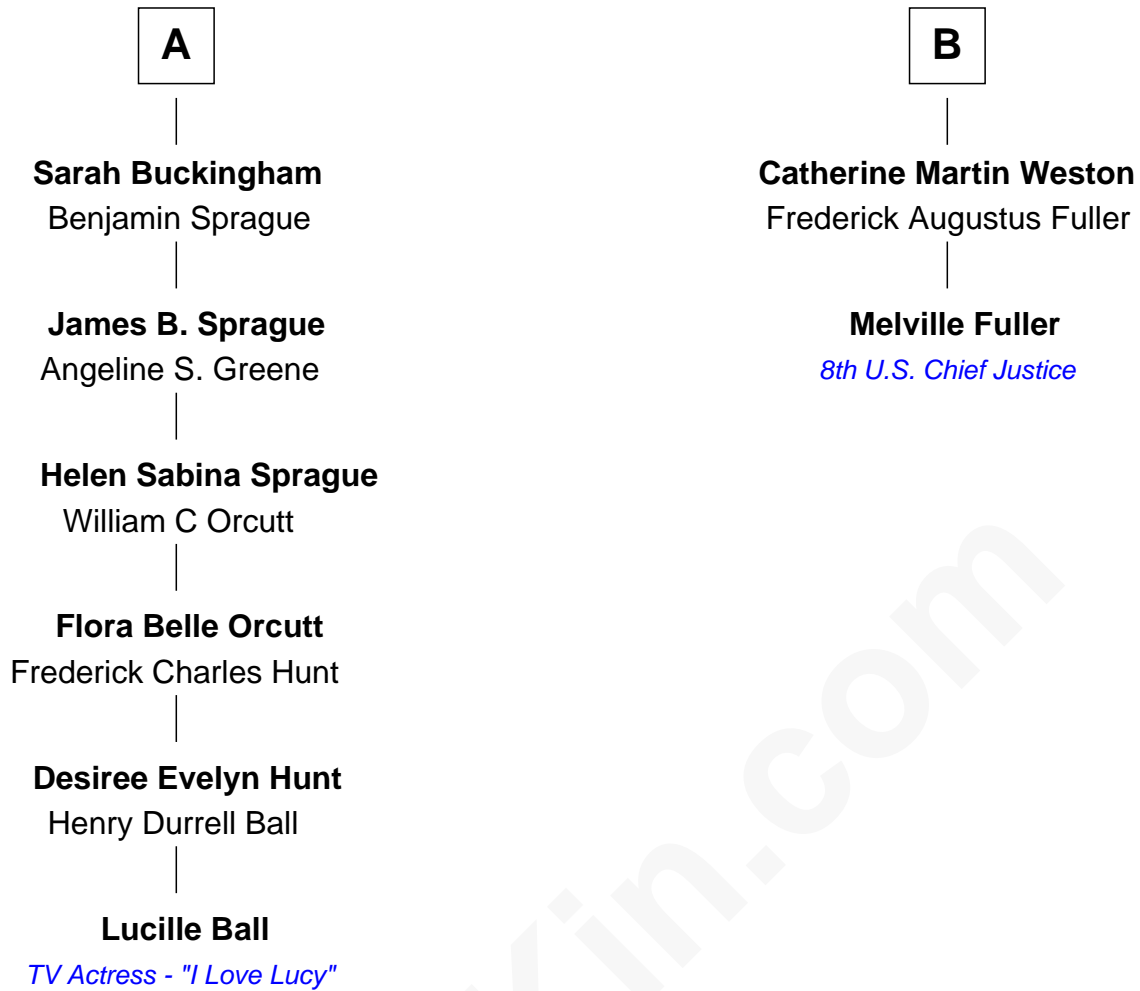 A
Sarah Buckingham
Benjamin Sprague
James B. Sprague
Angeline S. Greene
Helen Sabina Sprague
William C Orcutt
Flora Belle Orcutt
Frederick Charles Hunt
Desiree Evelyn Hunt
Henry Durrell Ball
Lucille Ball
TV Actress - "I Love Lucy"
B
Catherine Martin Weston
Frederick Augustus Fuller
Melville Fuller
8th U.S. Chief Justice
Kin.com